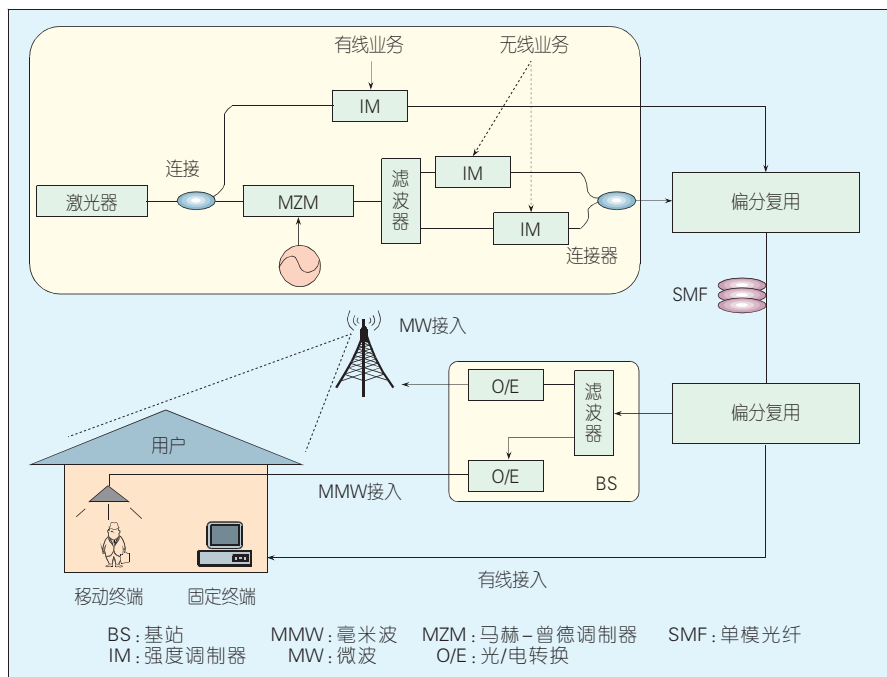 有线业务
无线业务
IM
连接
激光器
MZM
滤波器
IM
IM
连接器
偏分复用
SMF
MW接入
O/E
滤波器
偏分复用
用户
O/E
BS
MMW接入
有线接入
移动终端
固定终端
BS:基站
MMW:毫米波
MZM:马赫-曾德调制器
SMF:单模光纤
IM:强度调制器
MW:微波
O/E:光/电转换